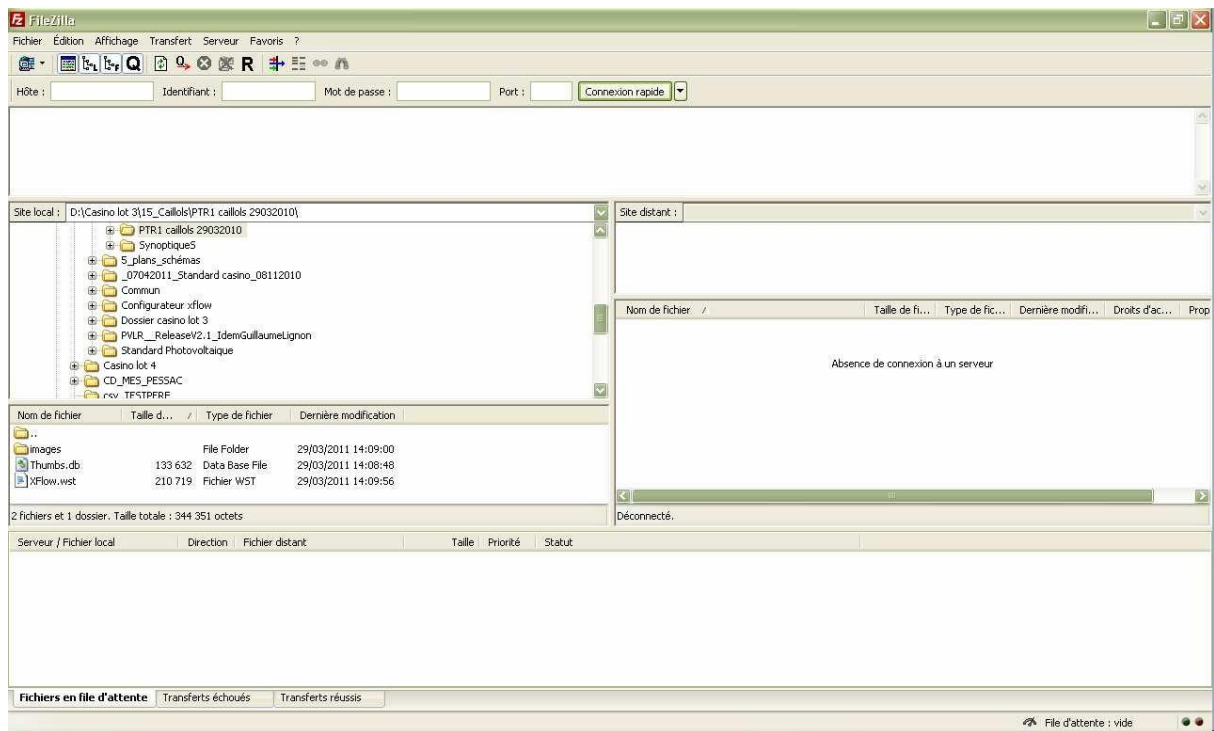 FileZilla
Fichier Édition Affichage Transfert Serveur Favoris ?
R
Hôte : Identifiant : Mot de passe : Port : Connexion rapide
Site local : D:\Casino lot 3\15_Caillols\PTR1 caillols 29032010\
PTR1 caillols 29032010
SynoptiqueS
5_plans_schémas
_07042011_Standard casino_08112010
Commun
Configurateur xflow
Dossier casino lot 3
PVLR__ReleaseV2.1_IdemGuillaumeLignon
Standard Photovoltaique
Casino lot 4
CD_MES_PESSAC
csv_TESTPERF
Nom de fichier Taille d... Type de fichier Dernière modification
..
images File Folder 29/03/2011 14:09:00
Thumbs.db 133 632 Data Base File 29/03/2011 14:08:48
XFlow.wst 210 719 Fichier WST 29/03/2011 14:09:56
2 fichiers et 1 dossier. Taille totale : 344 351 octets
Site distant :
Nom de fichier Taille de fi... Type de fic... Dernière modifi... Droits d'ac... Prop
Absence de connexion à un serveur
Déconnecté.
Serveur / Fichier local Direction Fichier distant Taille Priorité Statut
Fichiers en file d'attente Transferts échoués Transferts réussis
File d'attente : vide